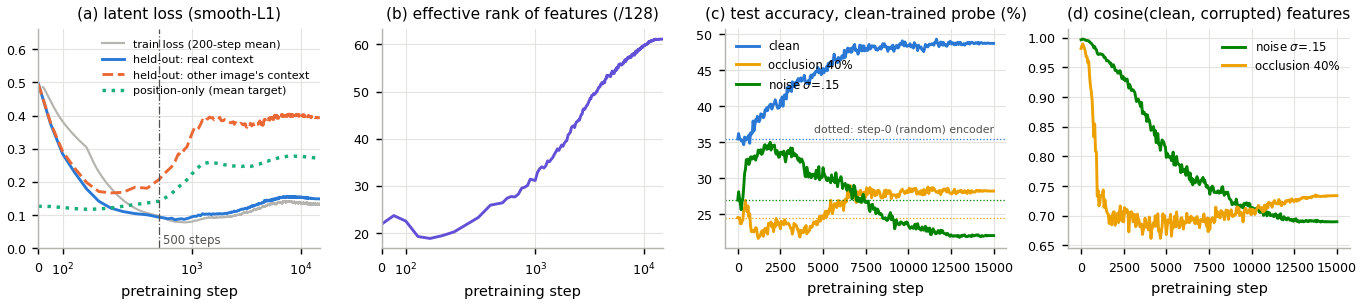 (a) latent loss (smooth-L1)
0.6
0.5
0.4
0.3
0.2
0.1
0.0
train loss (200-step mean)
held-out: real context
held-out: other image's context
position-only (mean target)
500 steps
0
10²
10³
10⁴
pretraining step
(b) effective rank of features (/128)
60
50
40
30
20
0
10²
10³
10⁴
pretraining step
(c) test accuracy, clean-trained probe (%)
50
45
40
35
30
25
clean
occlusion 40%
noise σ=.15
dotted: step-0 (random) encoder
0
2500
5000
7500
10000
12500
15000
pretraining step
(d) cosine(clean, corrupted) features
1.00
0.95
0.90
0.85
0.80
0.75
0.70
0.65
noise σ=.15
occlusion 40%
0
2500
5000
7500
10000
12500
15000
pretraining step